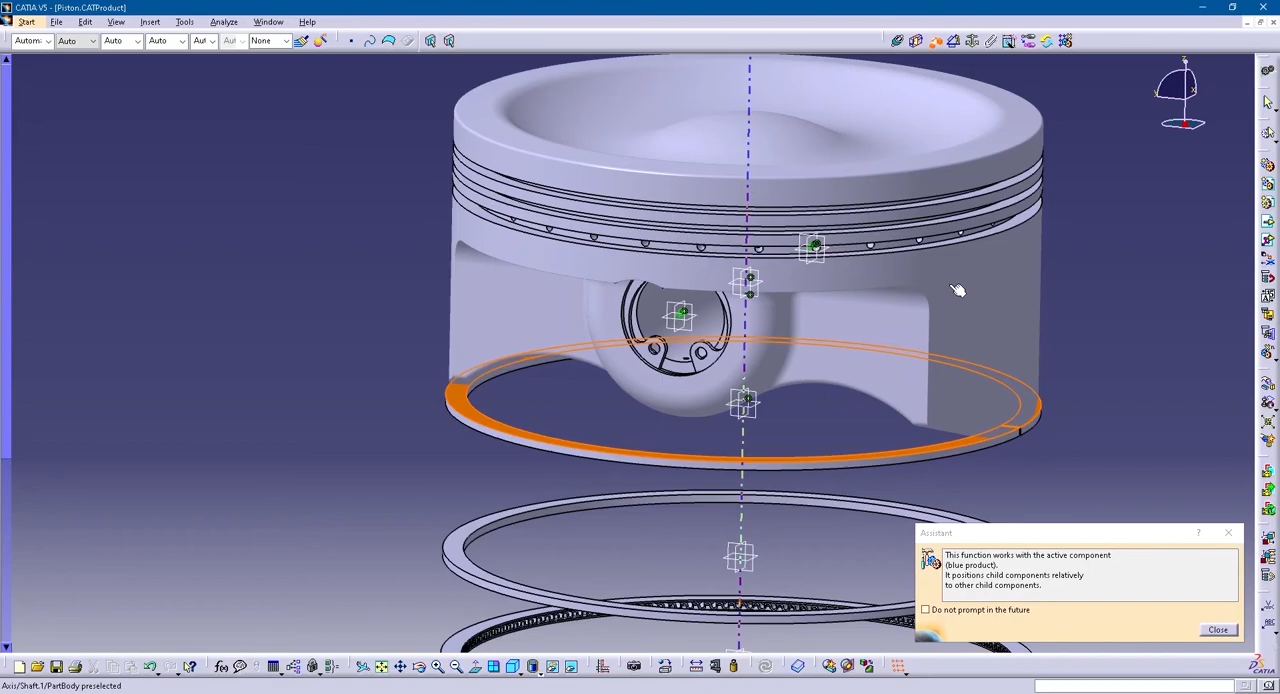 CATIA V5 - [Piston.CATProduct]
Start File Edit View Insert Tools Analyze Window Help
Autom Auto Auto Auto Aut Aut None
Assistant
This function works with the active component
(blue product).
It positions child components relatively
to other child components.
Do not prompt in the future
Close
Axis/Shaft.1/PartBody preselected